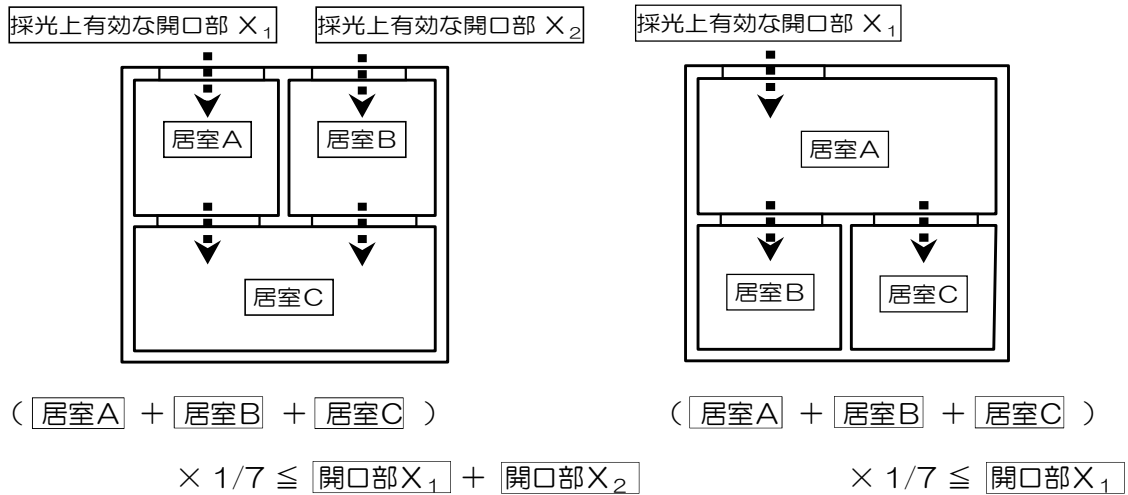 採光上有効な開口部 X₁
採光上有効な開口部 X₂
居室A
居室B
居室C
(居室A + 居室B + 居室C)
× 1/7 ≦ 開口部X₁ + 開口部X₂
採光上有効な開口部 X₁
居室A
居室B
居室C
(居室A + 居室B + 居室C)
× 1/7 ≦ 開口部X₁